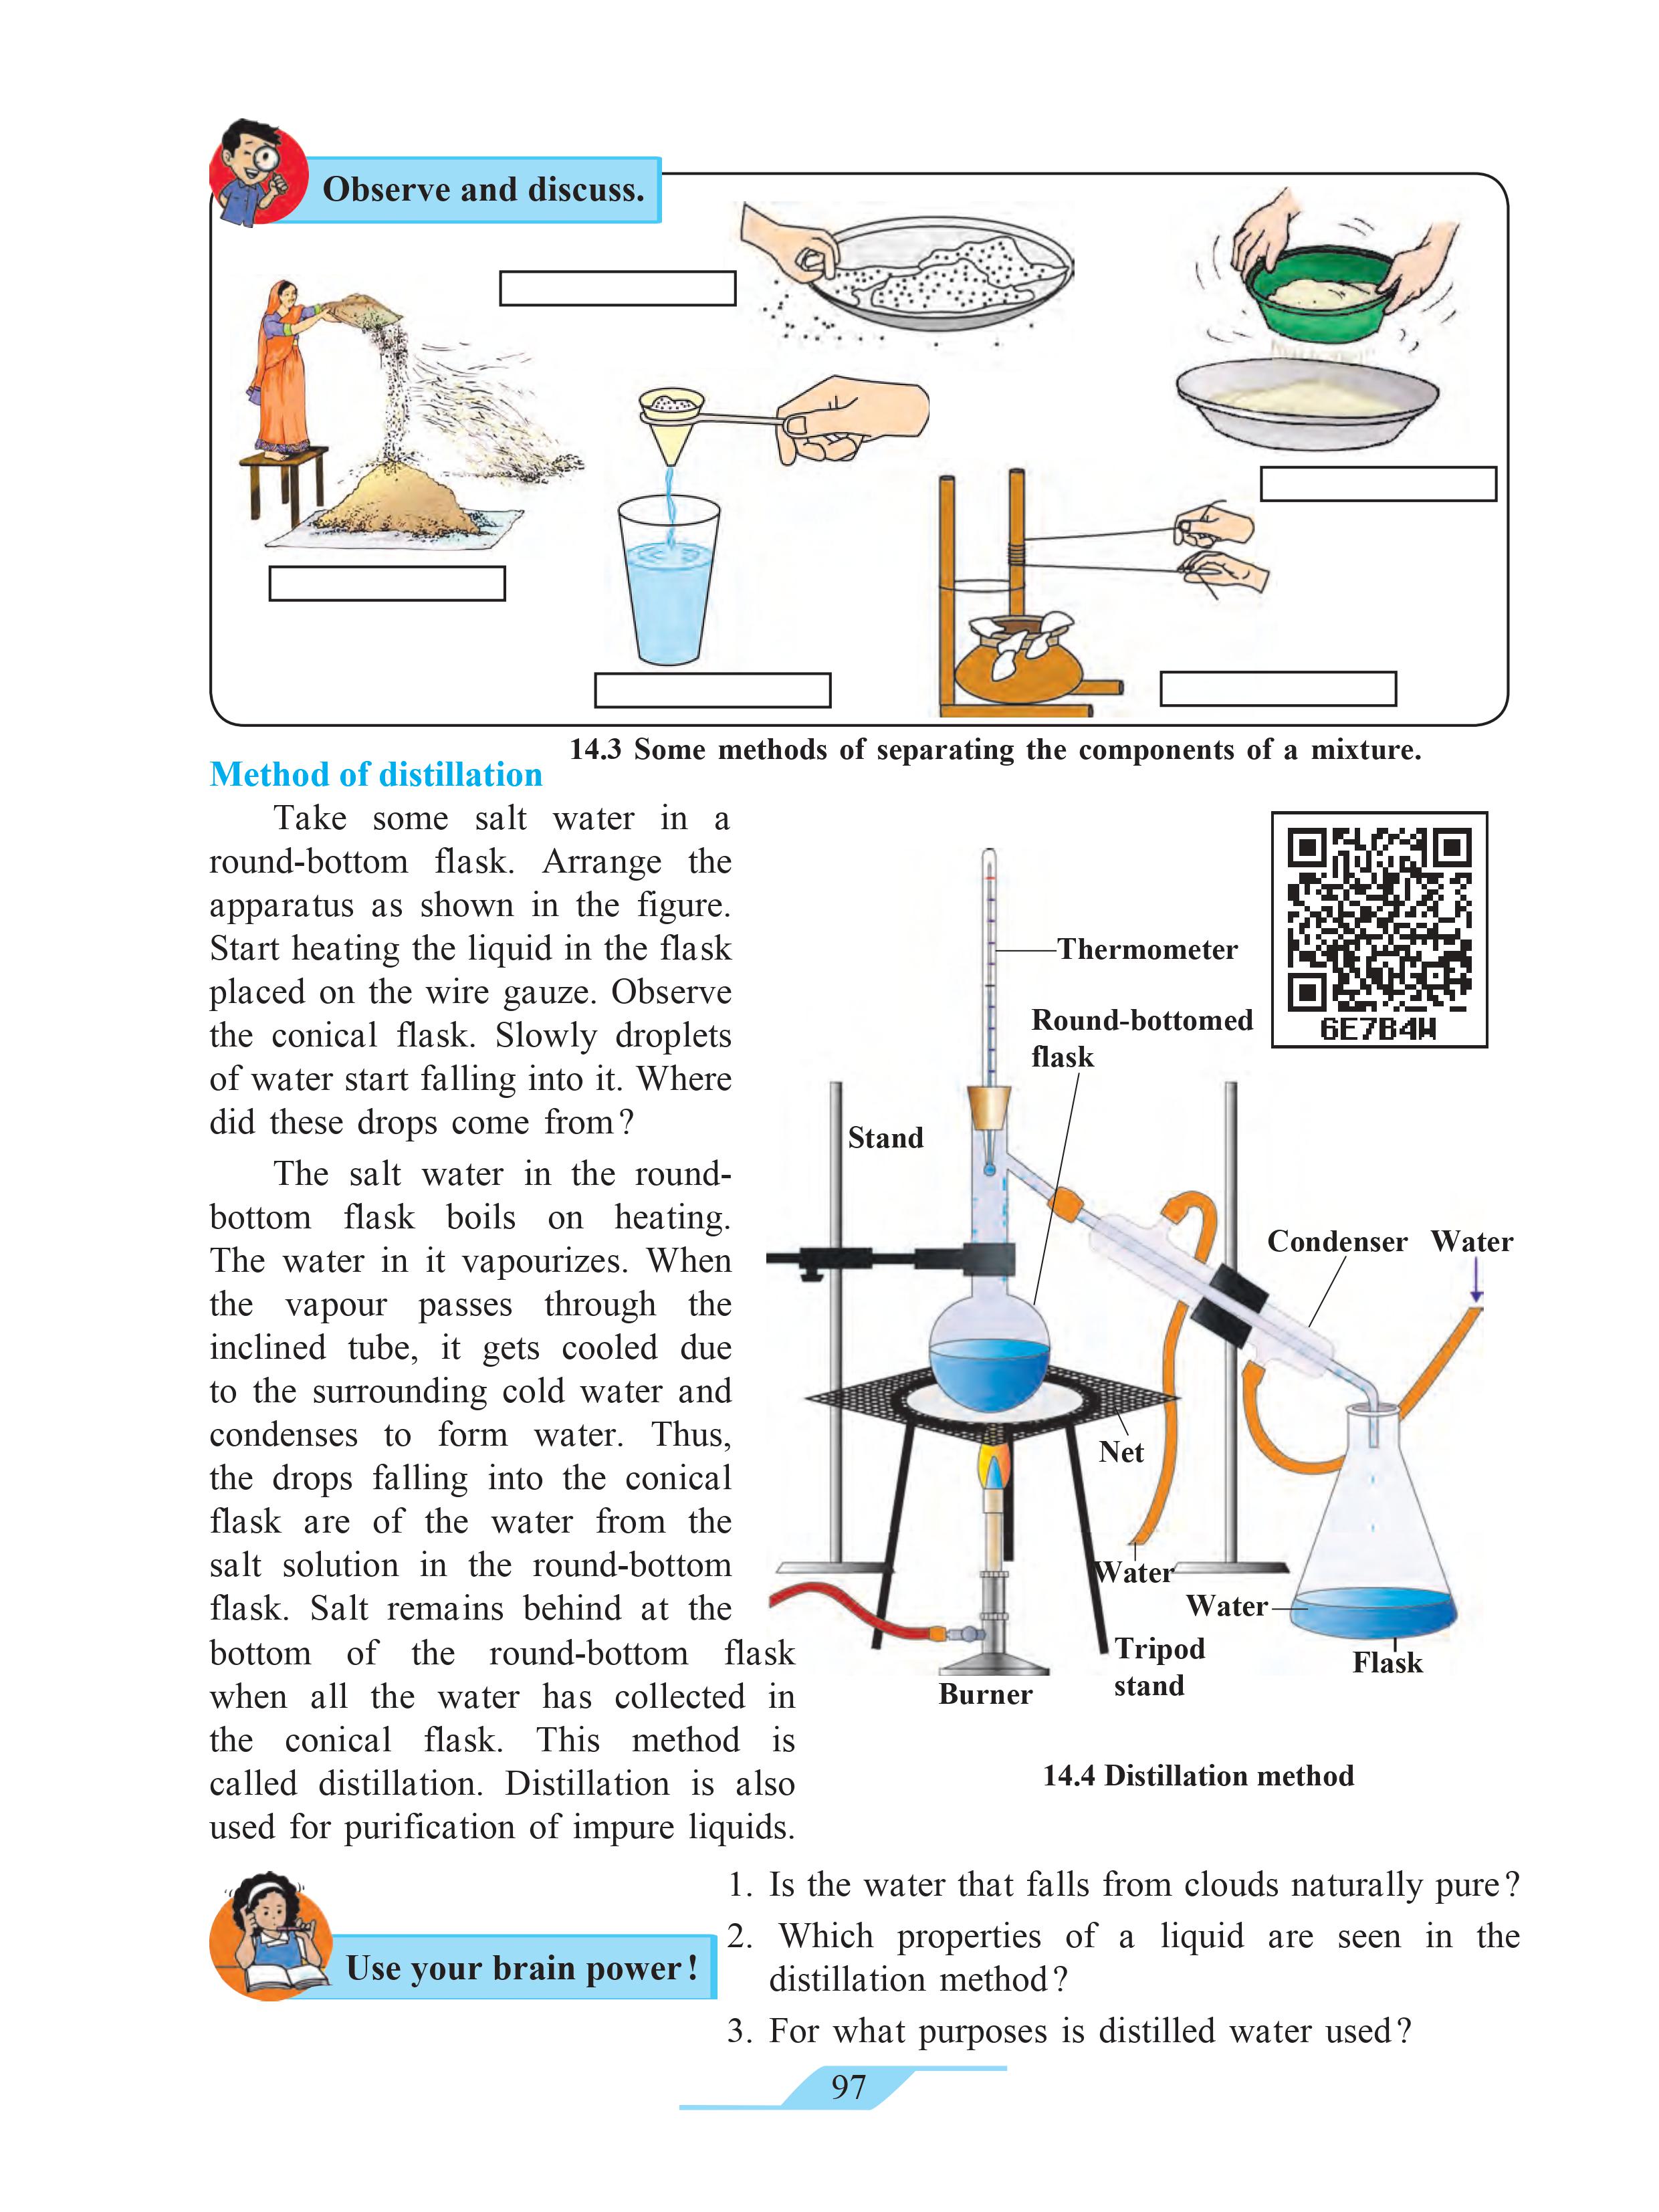 Observe and discuss.
14.3 Some methods of separating the components of a mixture.
Method of distillation
Take some salt water in a
round-bottom flask. Arrange the
apparatus as shown in the figure.
Start heating the liquid in the flask
placed on the wire gauze. Observe
the conical flask. Slowly droplets
of water start falling into it. Where
did these drops come from?
The salt water in the round-
bottom flask boils on heating.
The water in it vapourizes. When
the vapour passes through the
inclined tube, it gets cooled due
to the surrounding cold water and
condenses to form water. Thus,
the drops falling into the conical
flask are of the water from the
salt solution in the round-bottom
flask. Salt remains behind at the
bottom of the round-bottom flask
when all the water has collected in
the conical flask. This method is
called distillation. Distillation is also
used for purification of impure liquids.
6E7B4W
Thermometer
Round-bottomed
flask
Stand
Condenser Water
Net
Water
Water
Tripod
stand
Flask
Burner
14.4 Distillation method
Use your brain power!
1. Is the water that falls from clouds naturally pure?
2. Which properties of a liquid are seen in the
distillation method?
3. For what purposes is distilled water used?
97